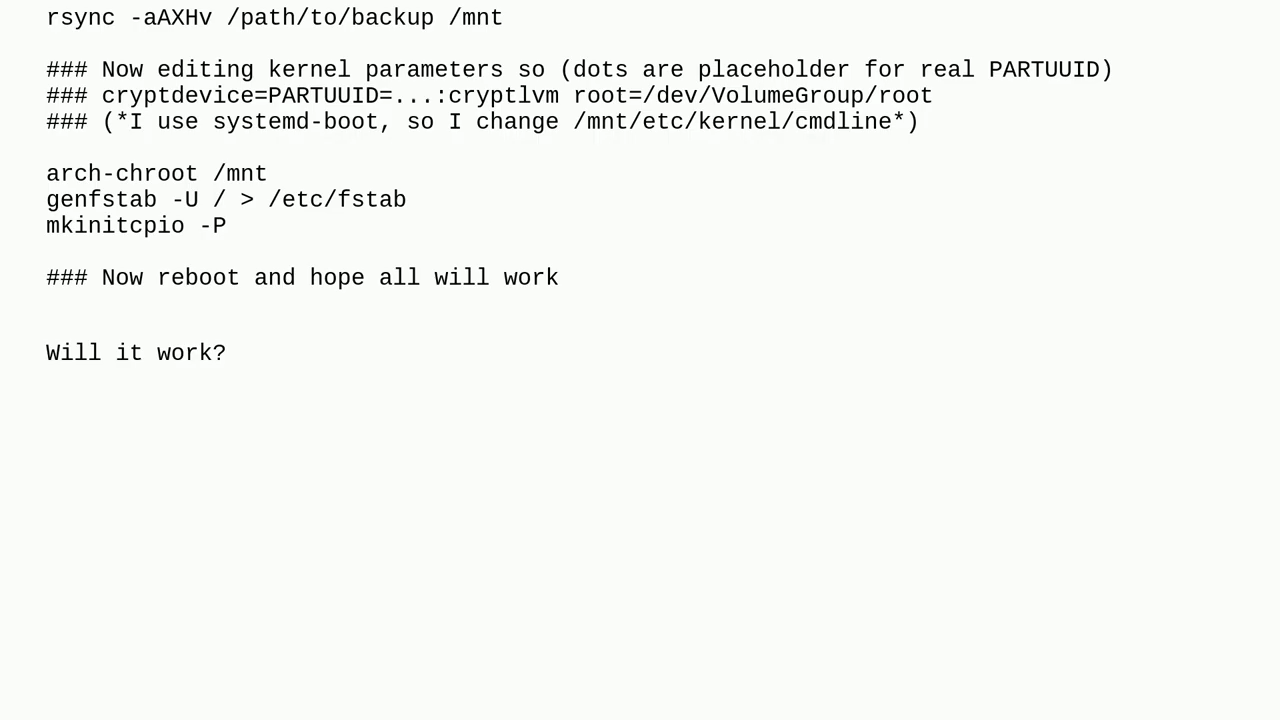 rsync -aAXHv /path/to/backup /mnt
### Now editing kernel parameters so (dots are placeholder for real PARTUUID)
### cryptdevice=PARTUUID=...:cryptlvm root=/dev/VolumeGroup/root
### (*I use systemd-boot, so I change /mnt/etc/kernel/cmdline*)
arch-chroot /mnt
genfstab -U / > /etc/fstab
mkinitcpio -P
### Now reboot and hope all will work
Will it work?